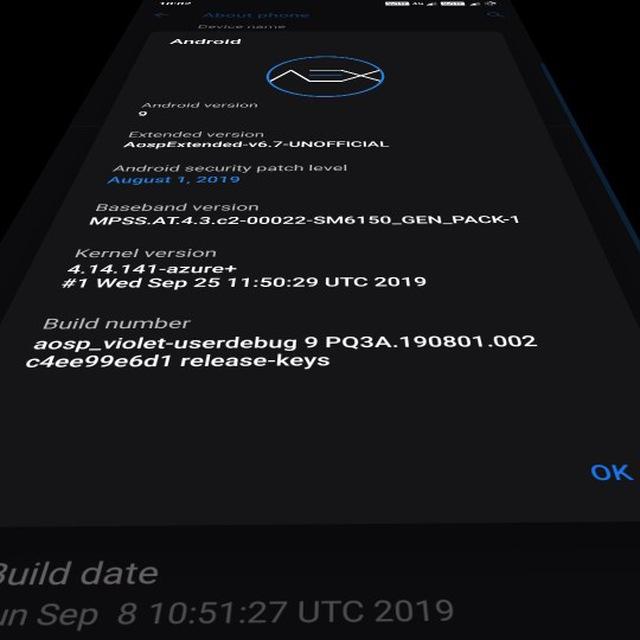 About phone
Device name
Android
AEX
Android version
9
Extended version
AospExtended-v6.7-UNOFFICIAL
Android security patch level
August 1, 2019
Baseband version
MPSS.AT.4.3.c2-00022-SM6150_GEN_PACK-1
Kernel version
4.14.141-azure+
#1 Wed Sep 25 11:50:29 UTC 2019
Build number
aosp_violet-userdebug 9 PQ3A.190801.002
c4ee99e6d1 release-keys
OK
Build date
Sep 8 10:51:27 UTC 2019